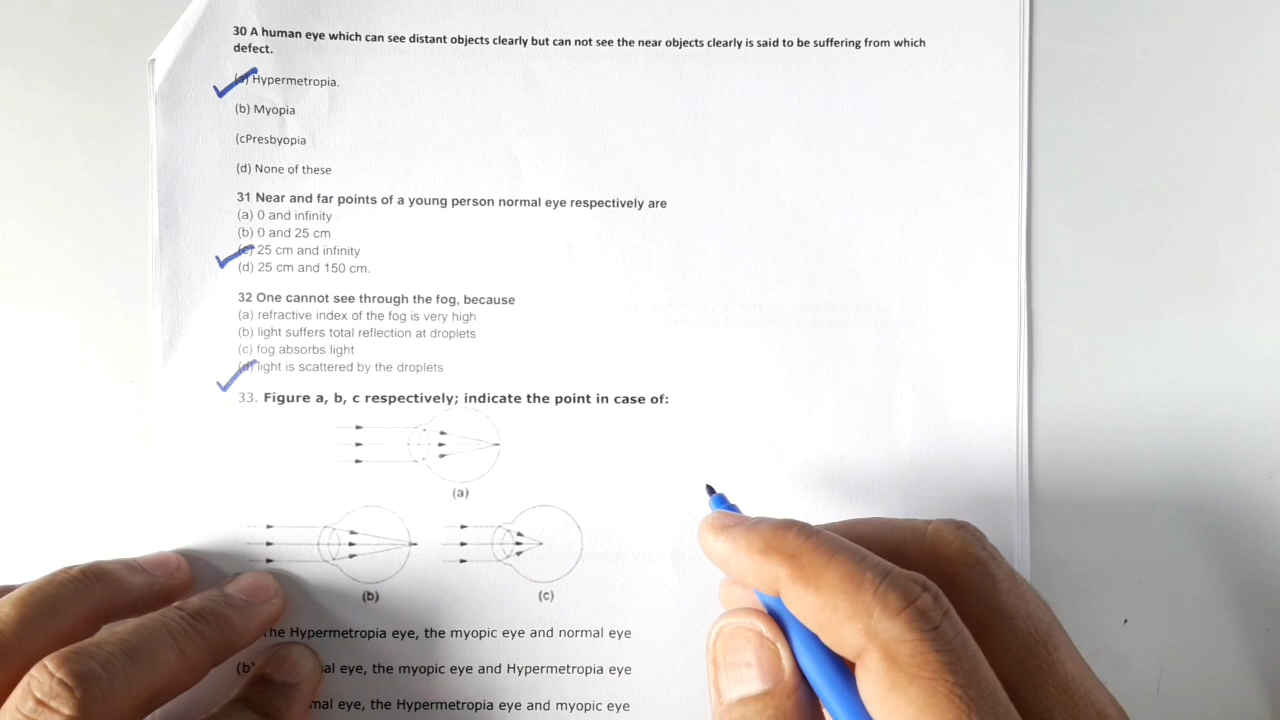 30 A human eye which can see distant objects clearly but can not see the near objects clearly is said to be suffering from which
defect.
(a) Hypermetropia.
(b) Myopia
(cPresbyopia
(d) None of these
31 Near and far points of a young person normal eye respectively are
(a) 0 and infinity
(b) 0 and 25 cm
(c) 25 cm and infinity
(d) 25 cm and 150 cm.
32 One cannot see through the fog, because
(a) refractive index of the fog is very high
(b) light suffers total reflection at droplets
(c) fog absorbs light
(d) light is scattered by the droplets
33. Figure a, b, c respectively; indicate the point in case of:
(a)
(b) (c)
Hypermetropia eye, the myopic eye and normal eye
(b eye, the myopic eye and Hypermetropia eye
eye, the Hypermetropia eye and myopic eye